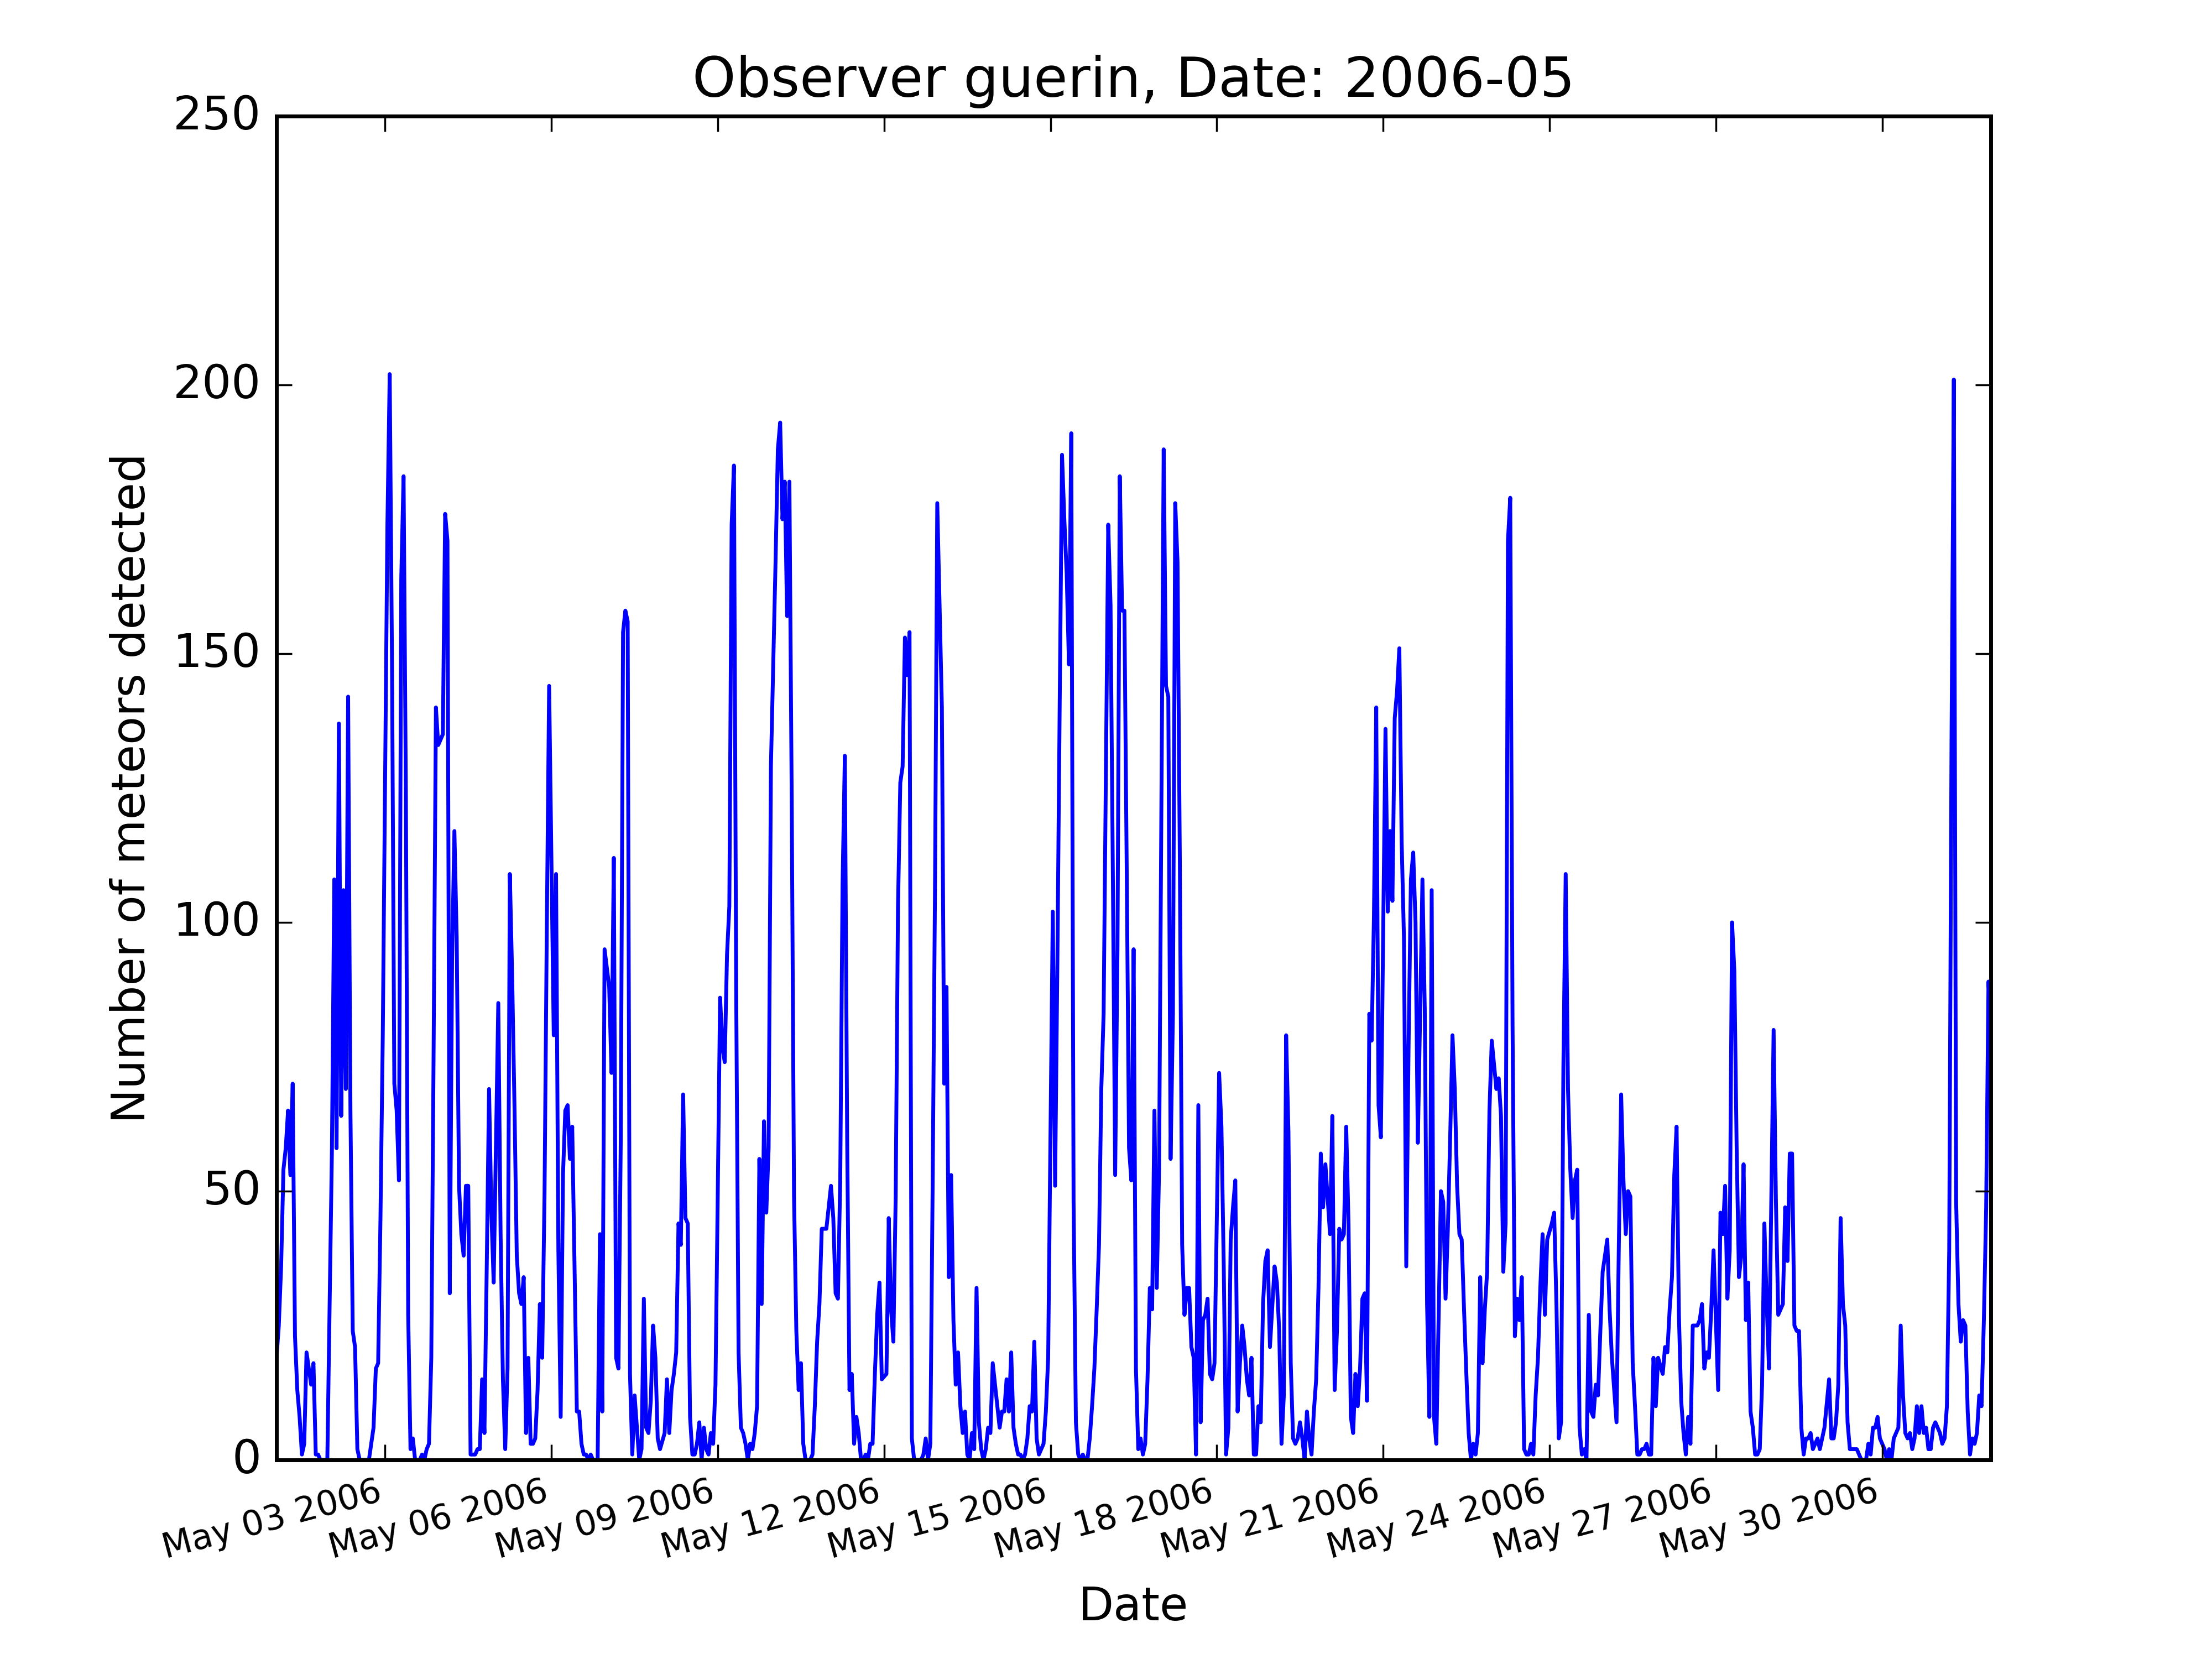 Observer guerin, Date: 2006-05
250
200
150
100
50
0
Number of meteors detected
May 03 2006
May 06 2006
May 09 2006
May 12 2006
May 15 2006
May 18 2006
May 21 2006
May 24 2006
May 27 2006
May 30 2006
Date